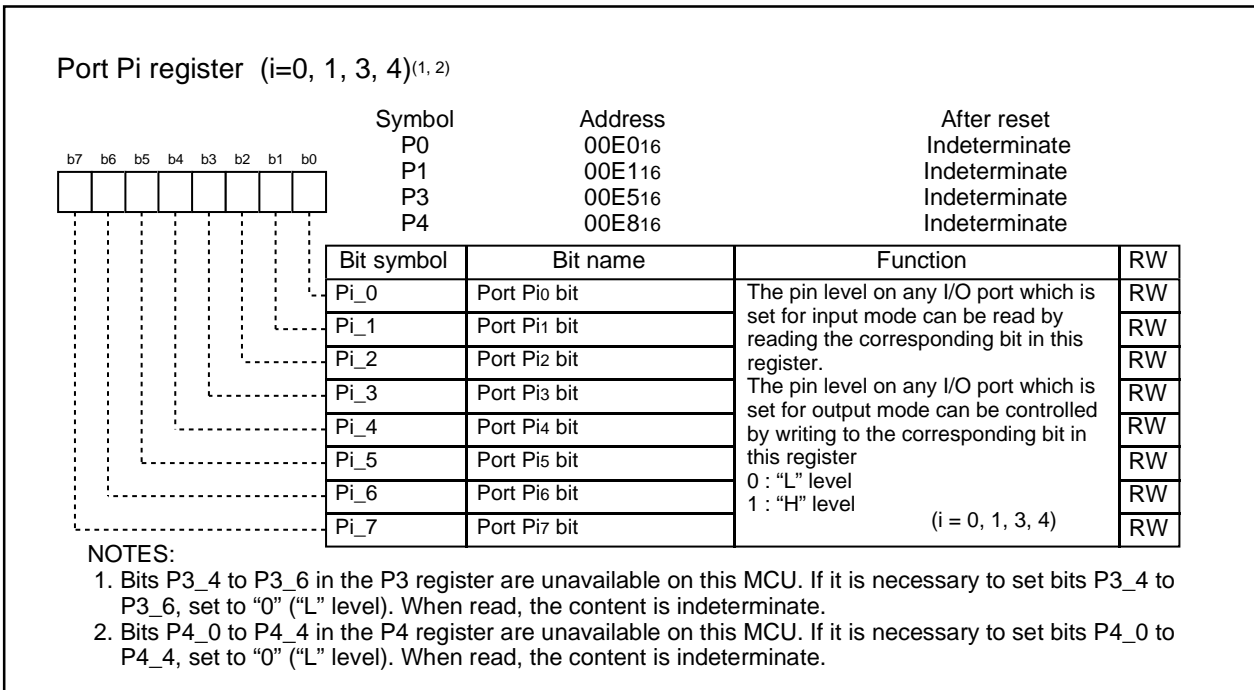 Port Pi register (i=0, 1, 3, 4)(1, 2)
Symbol Address After reset
P0 00E016 Indeterminate
P1 00E116 Indeterminate
P3 00E516 Indeterminate
P4 00E816 Indeterminate
b7 b6 b5 b4 b3 b2 b1 b0
Bit symbol Bit name Function RW
Pi_0 Port Pi0 bit RW
Pi_1 Port Pi1 bit RW
Pi_2 Port Pi2 bit RW
Pi_3 Port Pi3 bit RW
Pi_4 Port Pi4 bit RW
Pi_5 Port Pi5 bit RW
Pi_6 Port Pi6 bit RW
Pi_7 Port Pi7 bit RW
The pin level on any I/O port which is
set for input mode can be read by
reading the corresponding bit in this
register.
The pin level on any I/O port which is
set for output mode can be controlled
by writing to the corresponding bit in
this register
0 : “L” level
1 : “H” level
(i = 0, 1, 3, 4)
NOTES:
1. Bits P3_4 to P3_6 in the P3 register are unavailable on this MCU. If it is necessary to set bits P3_4 to
P3_6, set to “0” (“L” level). When read, the content is indeterminate.
2. Bits P4_0 to P4_4 in the P4 register are unavailable on this MCU. If it is necessary to set bits P4_0 to
P4_4, set to “0” (“L” level). When read, the content is indeterminate.